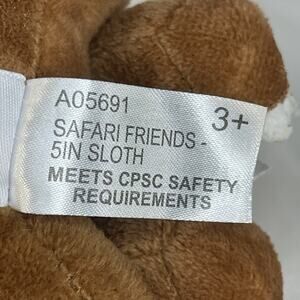 A05691 3+
SAFARI FRIENDS -
5IN SLOTH
MEETS CPSC SAFETY
REQUIREMENTS